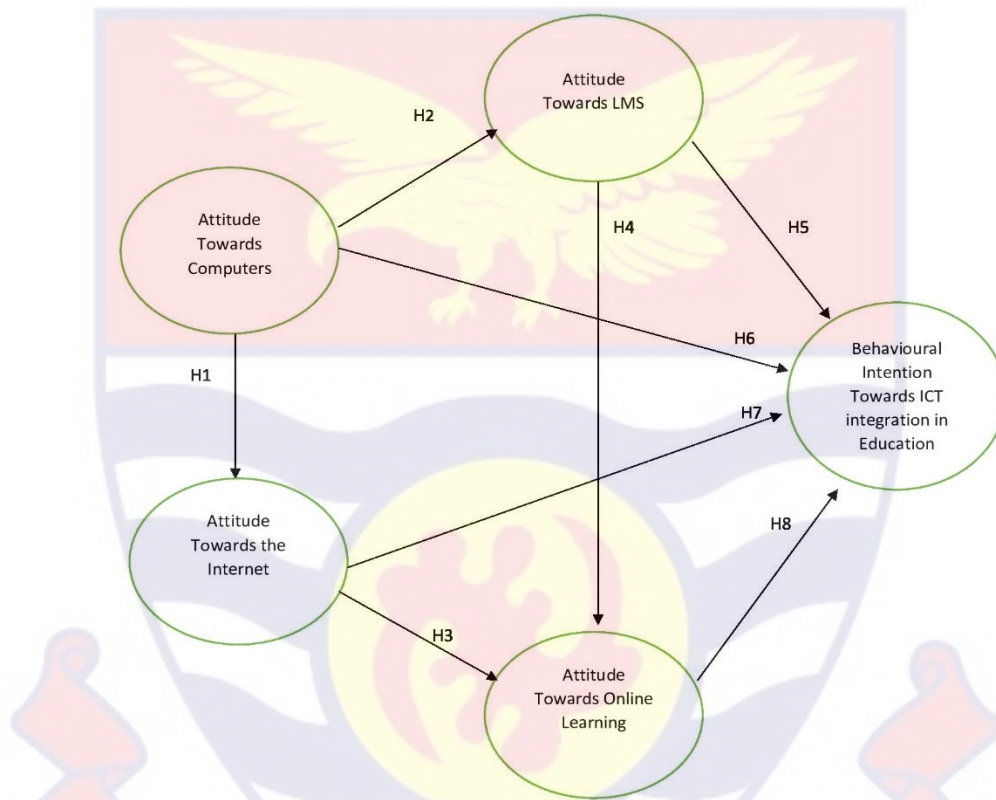 Attitude
Towards LMS
H2
H4
H5
Attitude
Towards
Computers
H6
H1
Behavioural
Intention
Towards ICT
integration in
Education
H7
Attitude
Towards the
Internet
H8
H3
Attitude
Towards Online
Learning